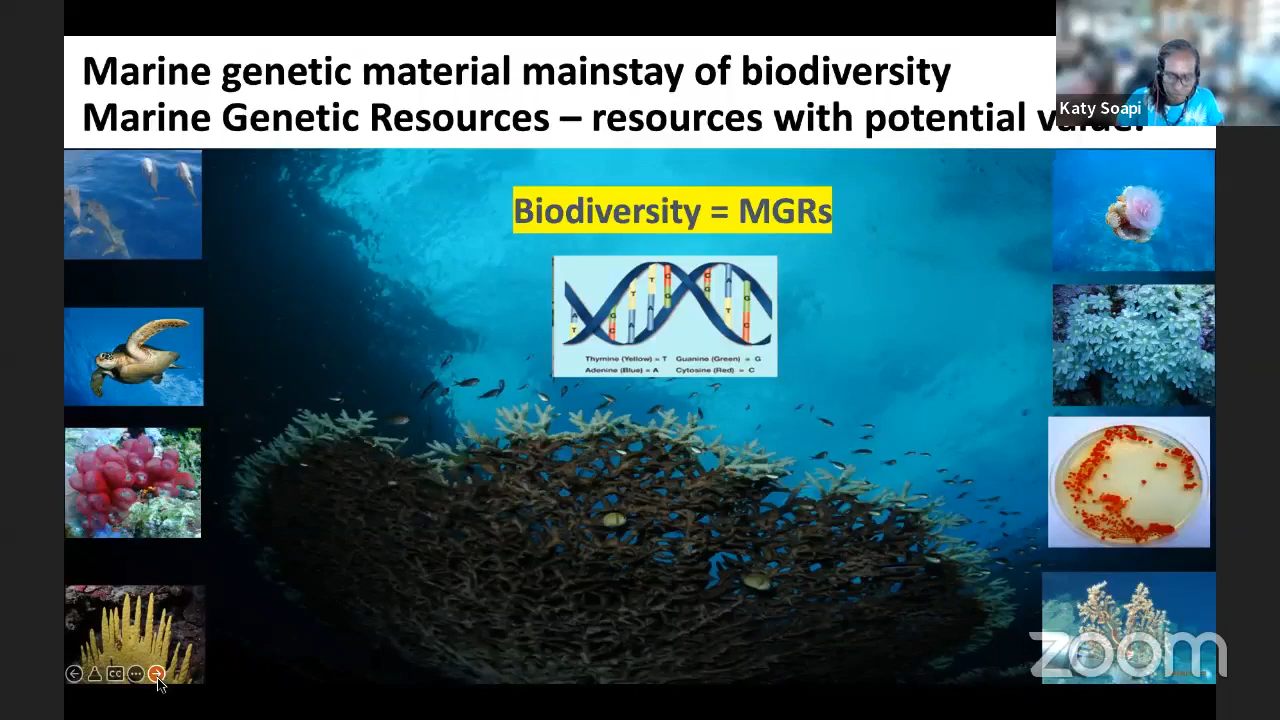 Marine genetic material mainstay of biodiversity
Marine Genetic Resources – resources with potential
Katy Soapi
Biodiversity = MGRs
Thymine (Yellow) = T Guanine (Green) = G
Adenine (Blue) = A Cytosine (Red) = C
CC
zoom